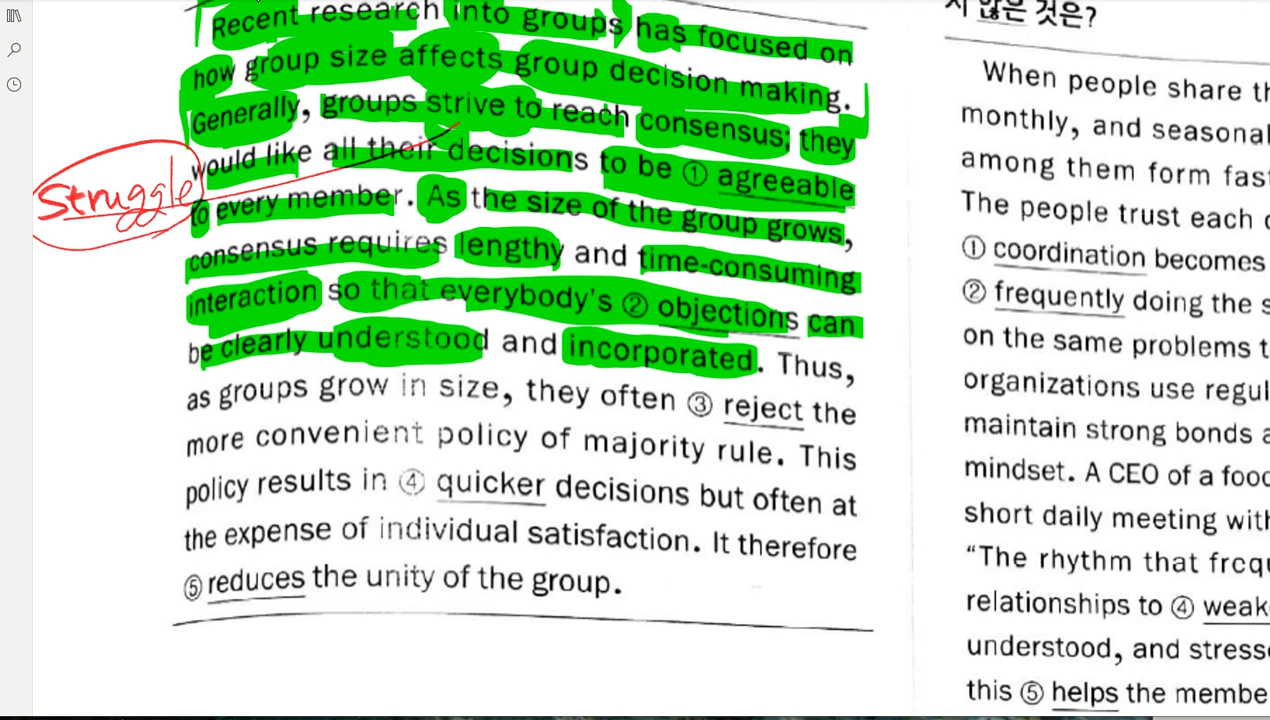 Recent research into groups has focused on
how group size affects group decision making.
Generally, groups strive to reach consensus; they
would like all their decisions to be ① agreeable
to every member. As the size of the group grows,
consensus requires lengthy and time-consuming
interaction so that everybody's ② objections can
be clearly understood and incorporated. Thus,
as groups grow in size, they often ③ reject the
more convenient policy of majority rule. This
policy results in ④ quicker decisions but often at
the expense of individual satisfaction. It therefore
⑤ reduces the unity of the group.
Struggle
지 않은 것은?
When people share th
monthly, and seasonal
among them form fast
The people trust each o
① coordination becomes
② frequently doing the s
on the same problems t
organizations use regul
maintain strong bonds a
mindset. A CEO of a food
short daily meeting with
"The rhythm that frequ
relationships to ④ weake
understood, and stresse
this ⑤ helps the membe